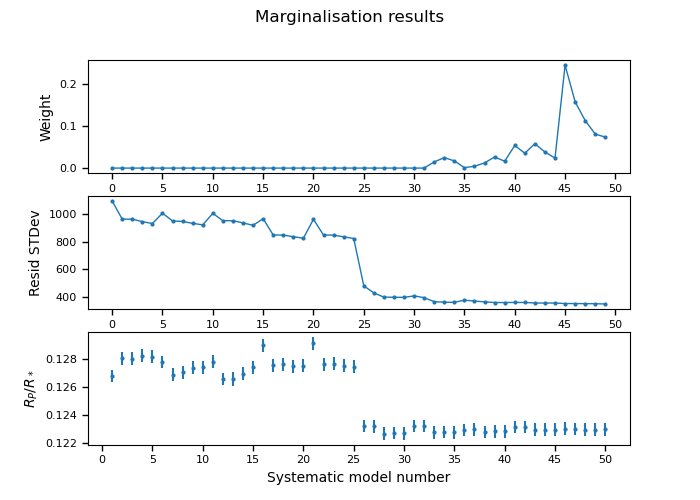 Marginalisation results
0.2
0.1
0.0
Weight
0 5 10 15 20 25 30 35 40 45 50
1000
800
600
400
Resid STDev
0 5 10 15 20 25 30 35 40 45 50
0.128
0.126
0.124
0.122
R_P/R_*
0 5 10 15 20 25 30 35 40 45 50
Systematic model number